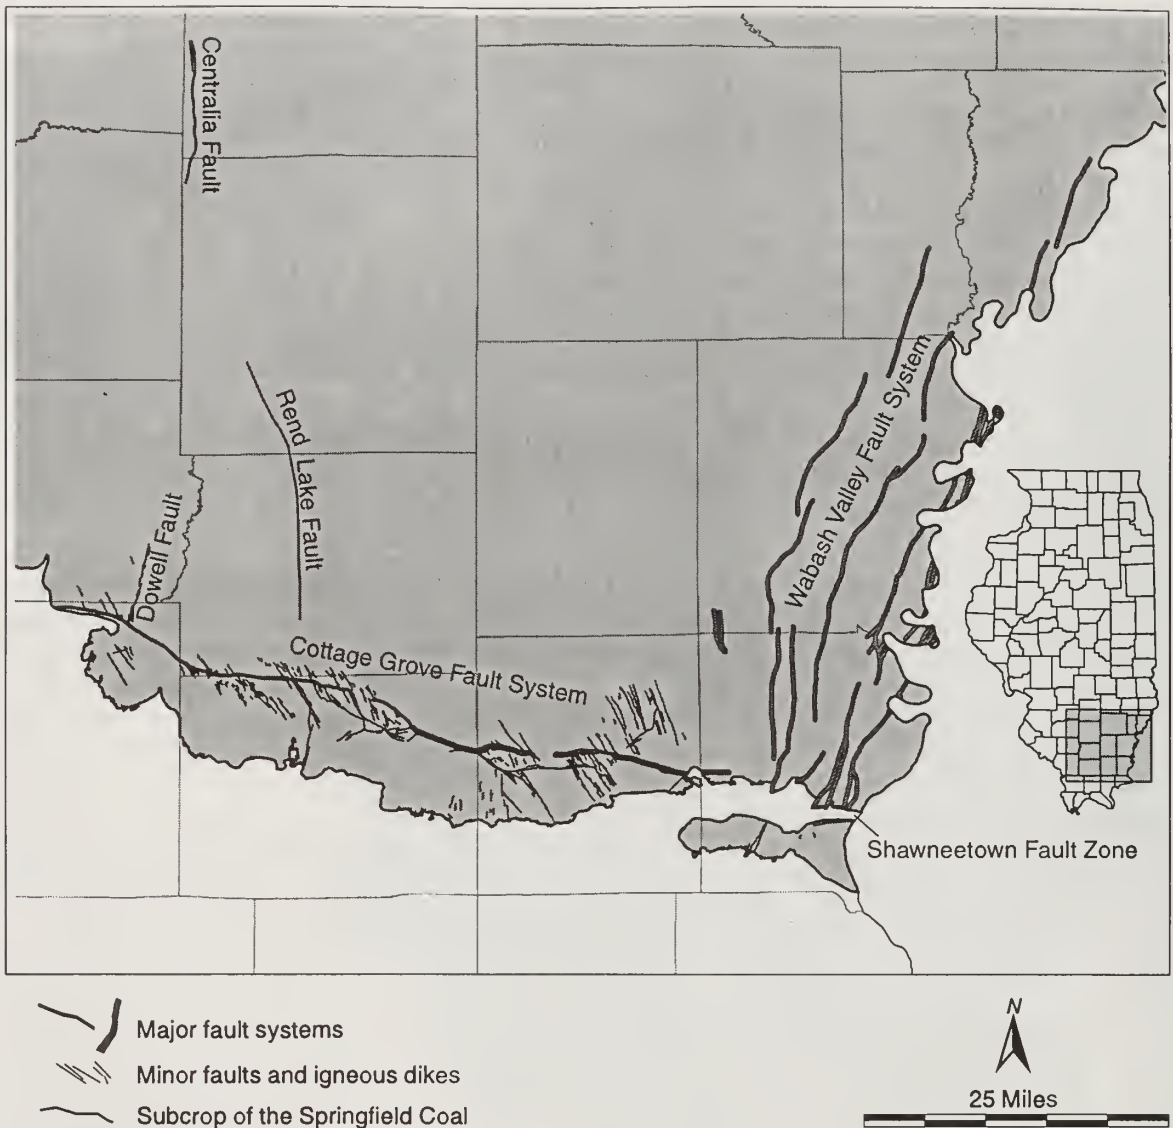 Centralia Fault
Rend Lake Fault
Dowell Fault
Wabash Valley Fault System
Cottage Grove Fault System
Shawneetown Fault Zone
Major fault systems
Minor faults and igneous dikes
Subcrop of the Springfield Coal
N
25 Miles